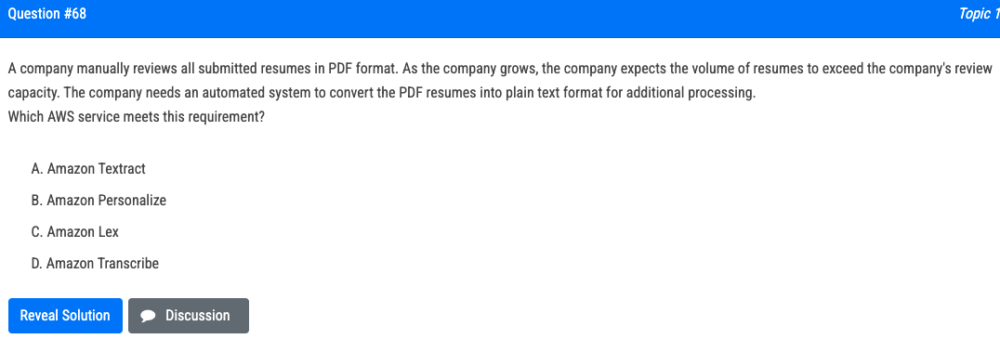 Question #68
Topic 1
A company manually reviews all submitted resumes in PDF format. As the company grows, the company expects the volume of resumes to exceed the company's review
capacity. The company needs an automated system to convert the PDF resumes into plain text format for additional processing.
Which AWS service meets this requirement?
A. Amazon Textract
B. Amazon Personalize
C. Amazon Lex
D. Amazon Transcribe
Reveal Solution
Discussion